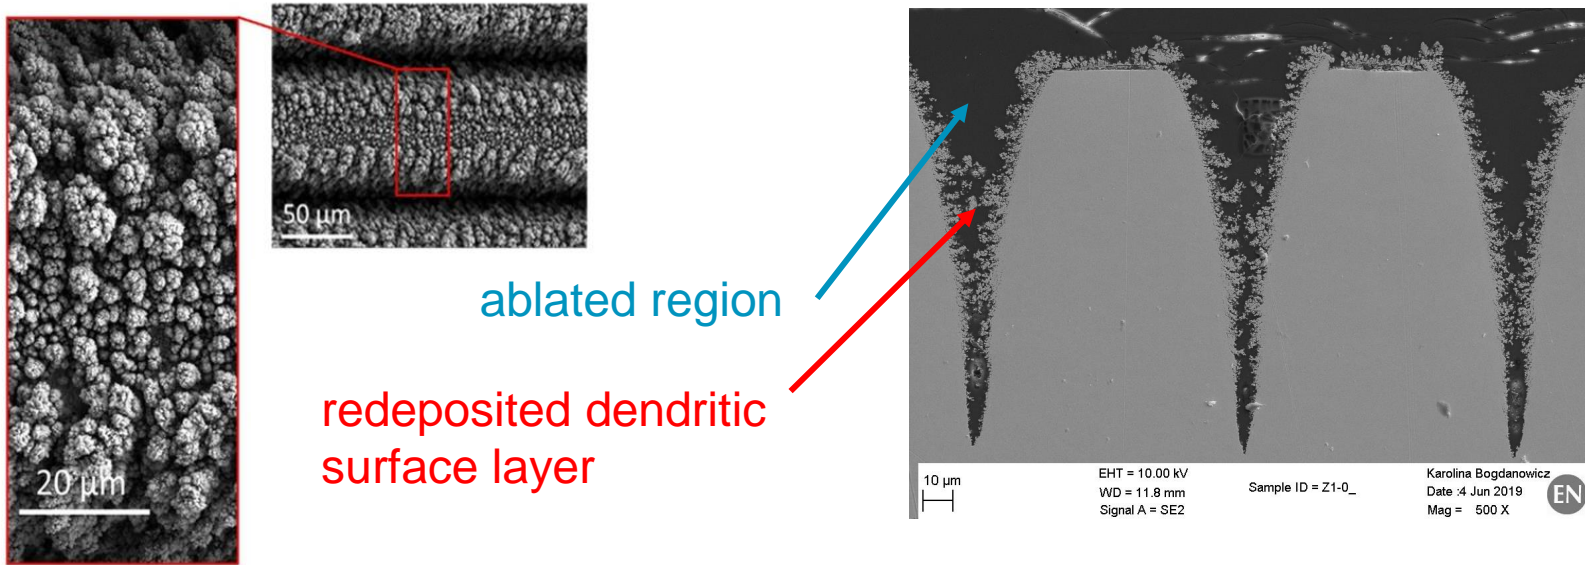 50 µm
20 µm
ablated region
redeposited dendritic
surface layer
10 µm
EHT = 10.00 kV
WD = 11.8 mm
Signal A = SE2
Sample ID = Z1-0_
Karolina Bogdanowicz
Date :4 Jun 2019
Mag = 500 X
EN